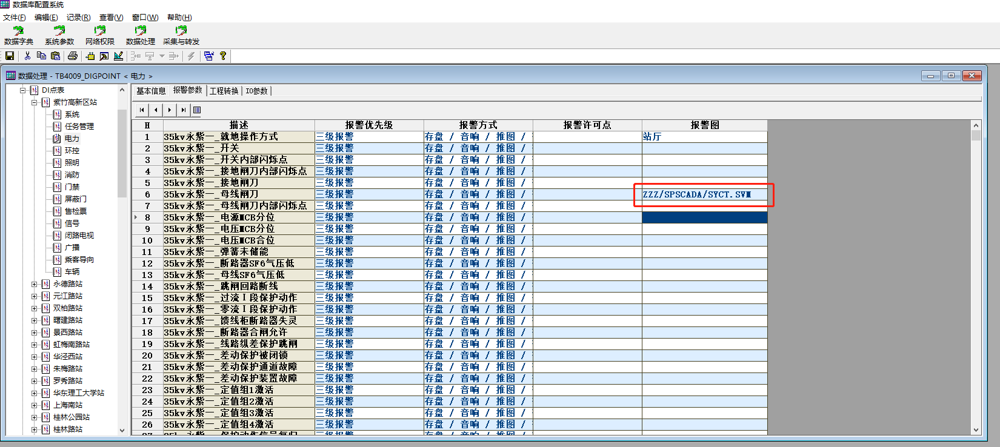 数据库配置系统
文件(F) 编辑(E) 记录(R) 查看(V) 窗口(W) 帮助(H)
数据字典 系统参数 网络权限 数据处理 采集与转发
数据处理 - TB4009_DIGPOINT < 电力 >
DI点表
紫竹高新区站
系统
任务管理
电力
环控
照明
消防
门禁
屏蔽门
售检票
信号
闭路电视
广播
乘客导向
车辆
永德路站
元江路站
双柏路站
曙建路站
景西路站
虹梅南路站
华泾西站
朱梅路站
罗秀路站
华东理工大学站
上海南站
桂林公园站
桂林路站
基本信息 报警参数 工程转换 IO参数
H 描述 报警优先级 报警方式 报警许可点 报警图
1 35kv永紫一_就地操作方式 三级报警 存盘 / 音响 / 推图 / 站厅
2 35kv永紫一_开关 三级报警 存盘 / 音响 / 推图 /
3 35kv永紫一_开关内部闪烁点 三级报警 存盘 / 音响 / 推图 /
4 35kv永紫一_接地闸刀内部闪烁点 三级报警 存盘 / 音响 / 推图 /
5 35kv永紫一_接地闸刀 三级报警 存盘 / 音响 / 推图 /
6 35kv永紫一_母线闸刀 三级报警 存盘 / 音响 / 推图 / ZZZ/SPSCADA/SYCT.SVM
7 35kv永紫一_母线闸刀内部闪烁点 三级报警 存盘 / 音响 / 推图 /
8 35kv永紫一_电源MCB分位 三级报警 存盘 / 音响 / 推图 /
9 35kv永紫一_电压MCB分位 三级报警 存盘 / 音响 / 推图 /
10 35kv永紫一_电压MCB合位 三级报警 存盘 / 音响 / 推图 /
11 35kv永紫一_弹簧未储能 三级报警 存盘 / 音响 / 推图 /
12 35kv永紫一_断路器SF6气压低 三级报警 存盘 / 音响 / 推图 /
13 35kv永紫一_母线SF6气压低 三级报警 存盘 / 音响 / 推图 /
14 35kv永紫一_跳闸回路断线 三级报警 存盘 / 音响 / 推图 /
15 35kv永紫一_过流Ⅰ段保护动作 三级报警 存盘 / 音响 / 推图 /
16 35kv永紫一_零流Ⅰ段保护动作 三级报警 存盘 / 音响 / 推图 /
17 35kv永紫一_馈线柜断路器失灵 三级报警 存盘 / 音响 / 推图 /
18 35kv永紫一_断路器合闸允许 三级报警 存盘 / 音响 / 推图 /
19 35kv永紫一_线路纵差保护跳闸 三级报警 存盘 / 音响 / 推图 /
20 35kv永紫一_差动保护被闭锁 三级报警 存盘 / 音响 / 推图 /
21 35kv永紫一_差动保护通道故障 三级报警 存盘 / 音响 / 推图 /
22 35kv永紫一_差动保护装置故障 三级报警 存盘 / 音响 / 推图 /
23 35kv永紫一_定值组1激活 三级报警 存盘 / 音响 / 推图 /
24 35kv永紫一_定值组2激活 三级报警 存盘 / 音响 / 推图 /
25 35kv永紫一_定值组3激活 三级报警 存盘 / 音响 / 推图 /
26 35kv永紫一_定值组4激活 三级报警 存盘 / 音响 / 推图 /